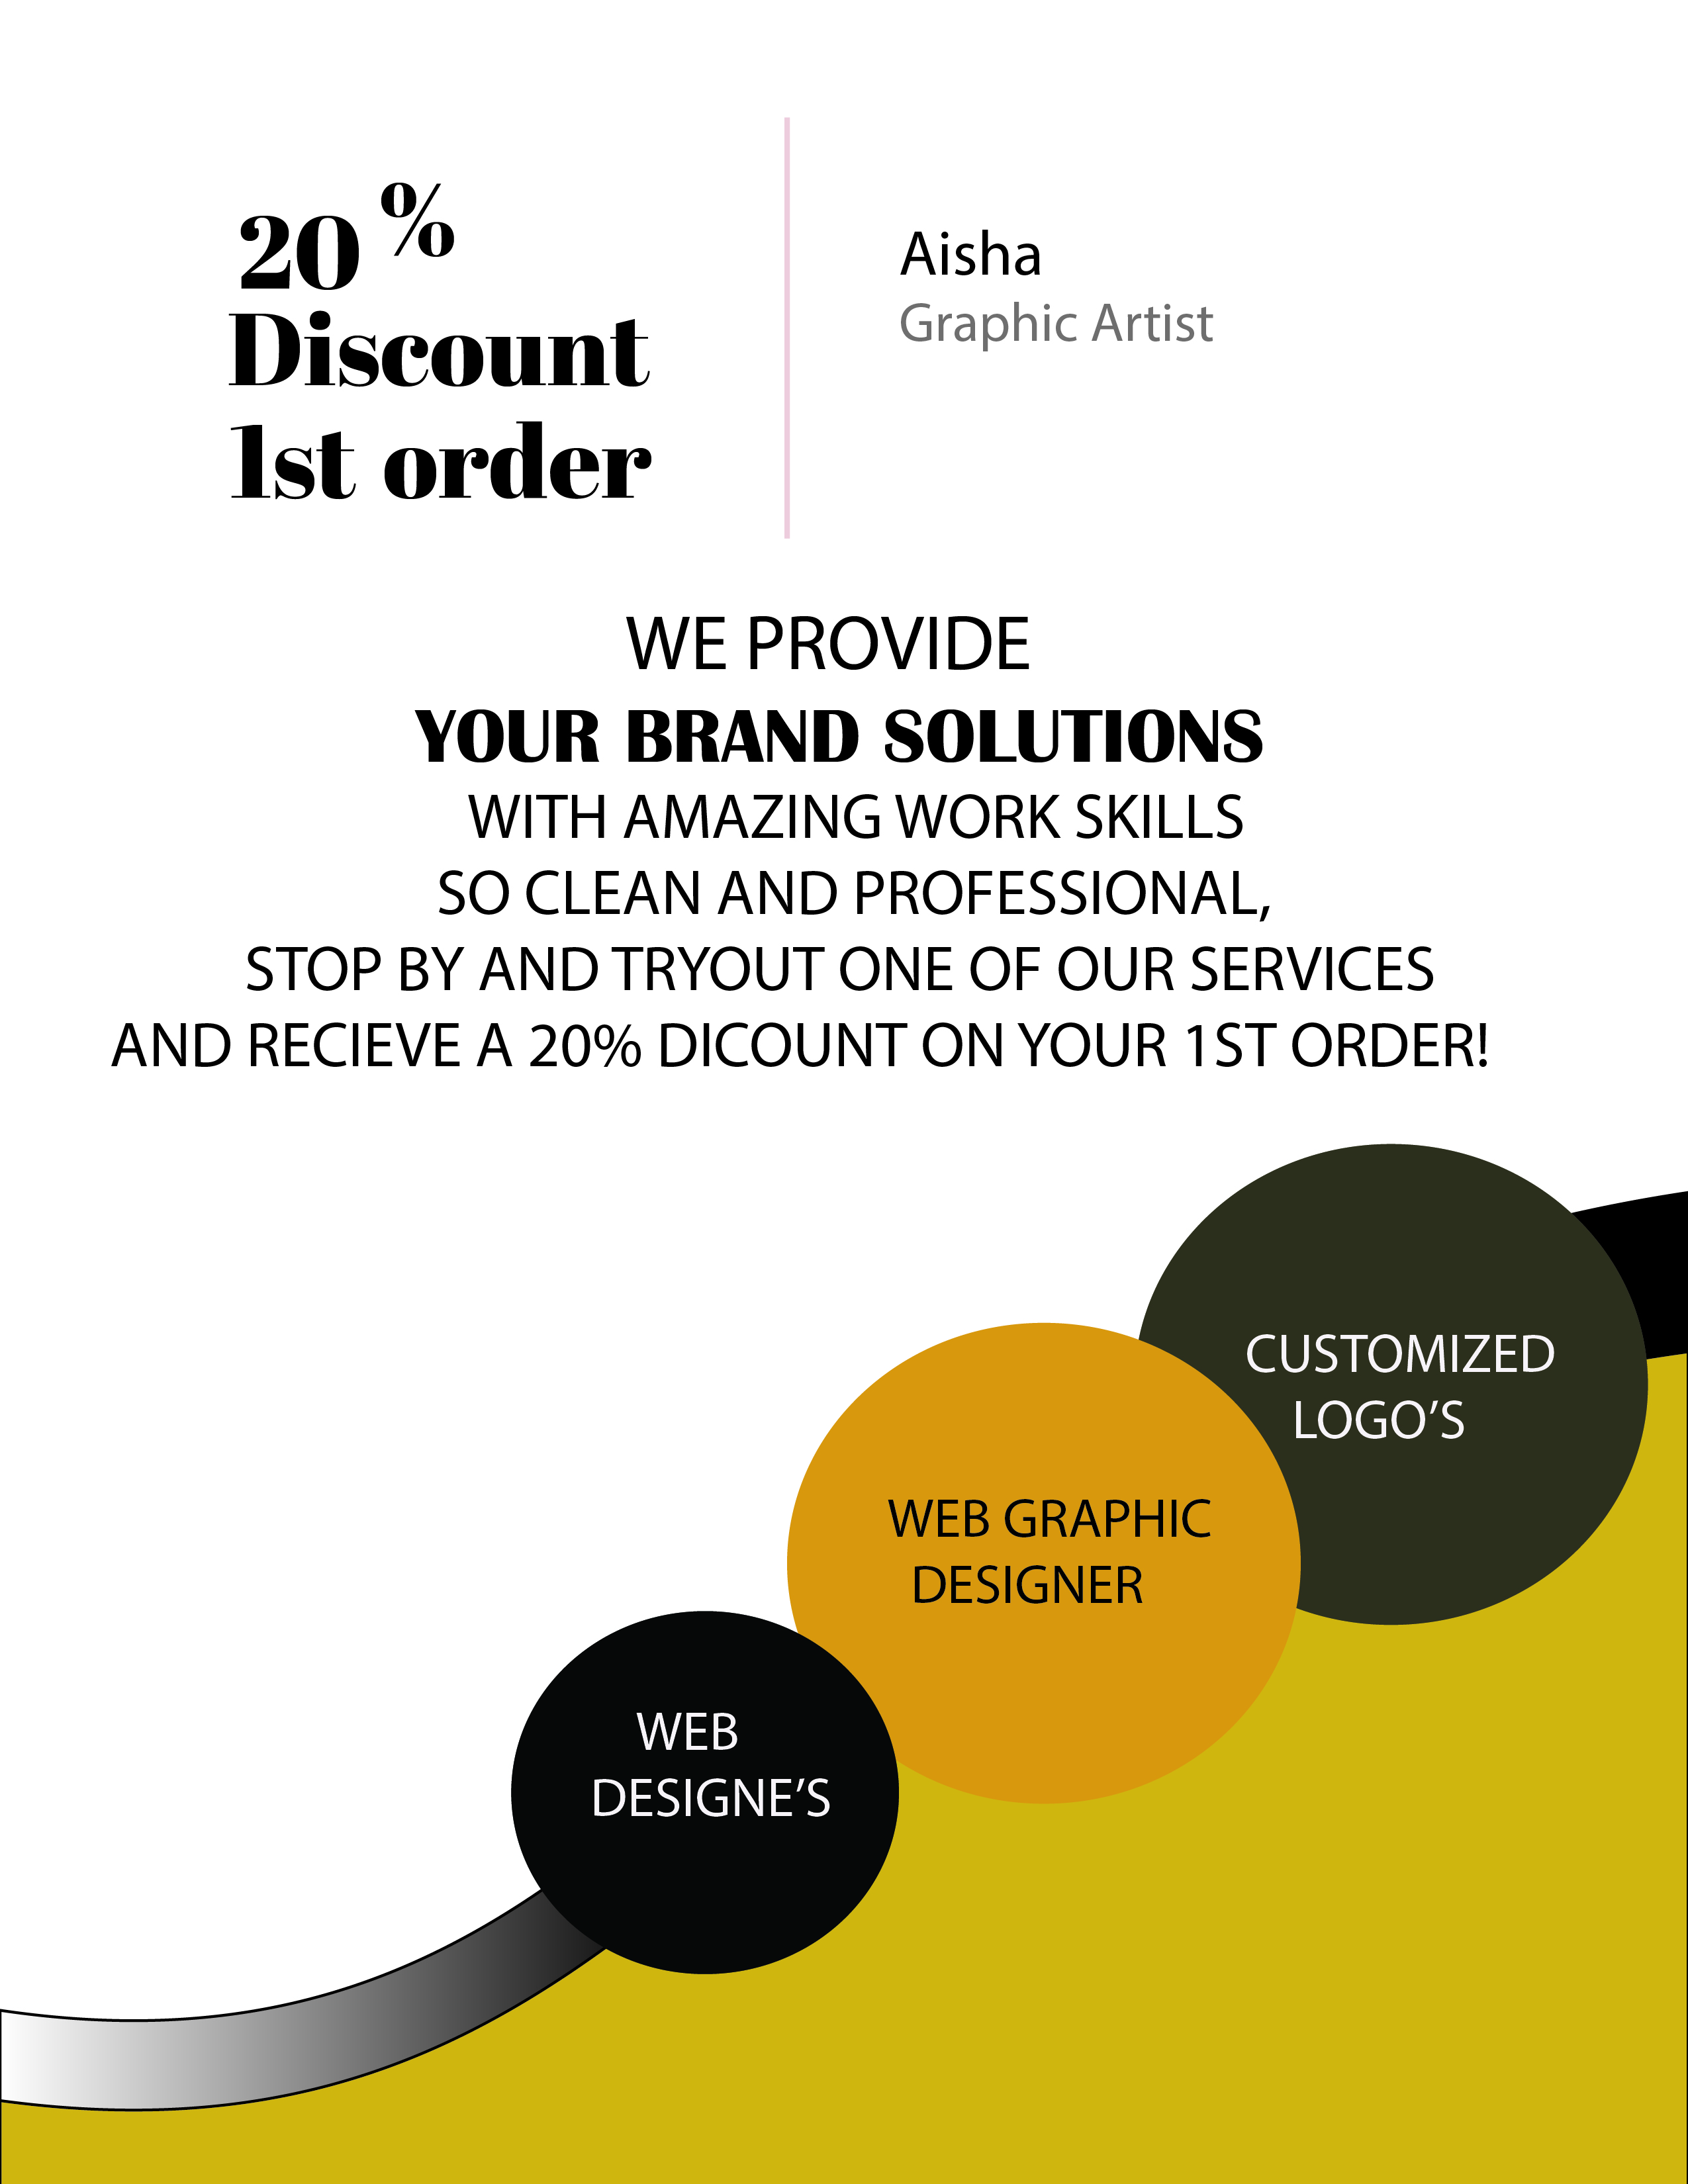 20%
Discount
1st order
Aisha
Graphic Artist
WE PROVIDE
YOUR BRAND SOLUTIONS
WITH AMAZING WORK SKILLS
SO CLEAN AND PROFESSIONAL,
STOP BY AND TRYOUT ONE OF OUR SERVICES
AND RECIEVE A 20% DICOUNT ON YOUR 1ST ORDER!
CUSTOMIZED
LOGO’S
WEB GRAPHIC
DESIGNER
WEB
DESIGNE’S